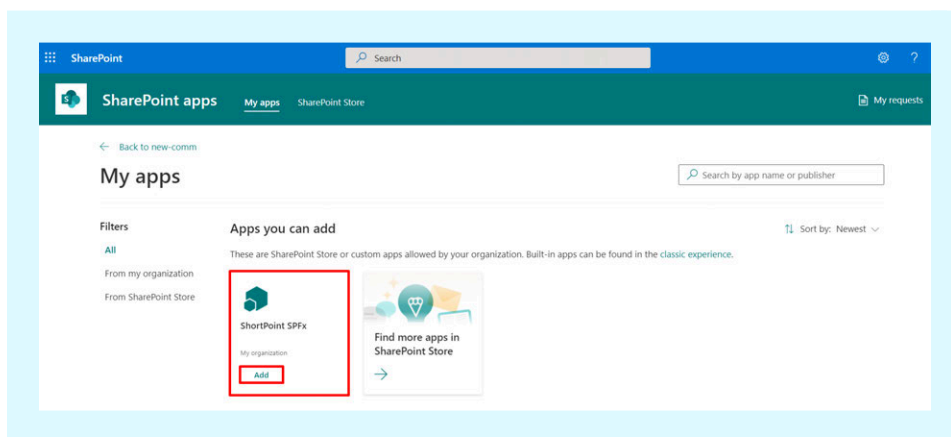 SharePoint
Search
?
SharePoint apps
My apps
SharePoint Store
My requests
Back to new-comm
My apps
Search by app name or publisher
Filters
All
From my organization
From SharePoint Store
Apps you can add
Sort by: Newest
These are SharePoint Store or custom apps allowed by your organization. Built-in apps can be found in the classic experience.
ShortPoint SPFx
My organization
Add
Find more apps in
SharePoint Store